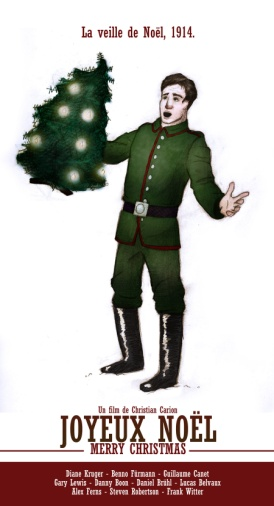 La veille de Noël, 1914.
Un film de Christian Carion
JOYEUX NOËL
MERRY CHRISTMAS
Diane Kruger - Benno Fürmann - Guillaume Canet
Gary Lewis - Danny Boon - Daniel Brühl - Lucas Belvaux
Alex Ferns - Steven Robertson - Frank Witter